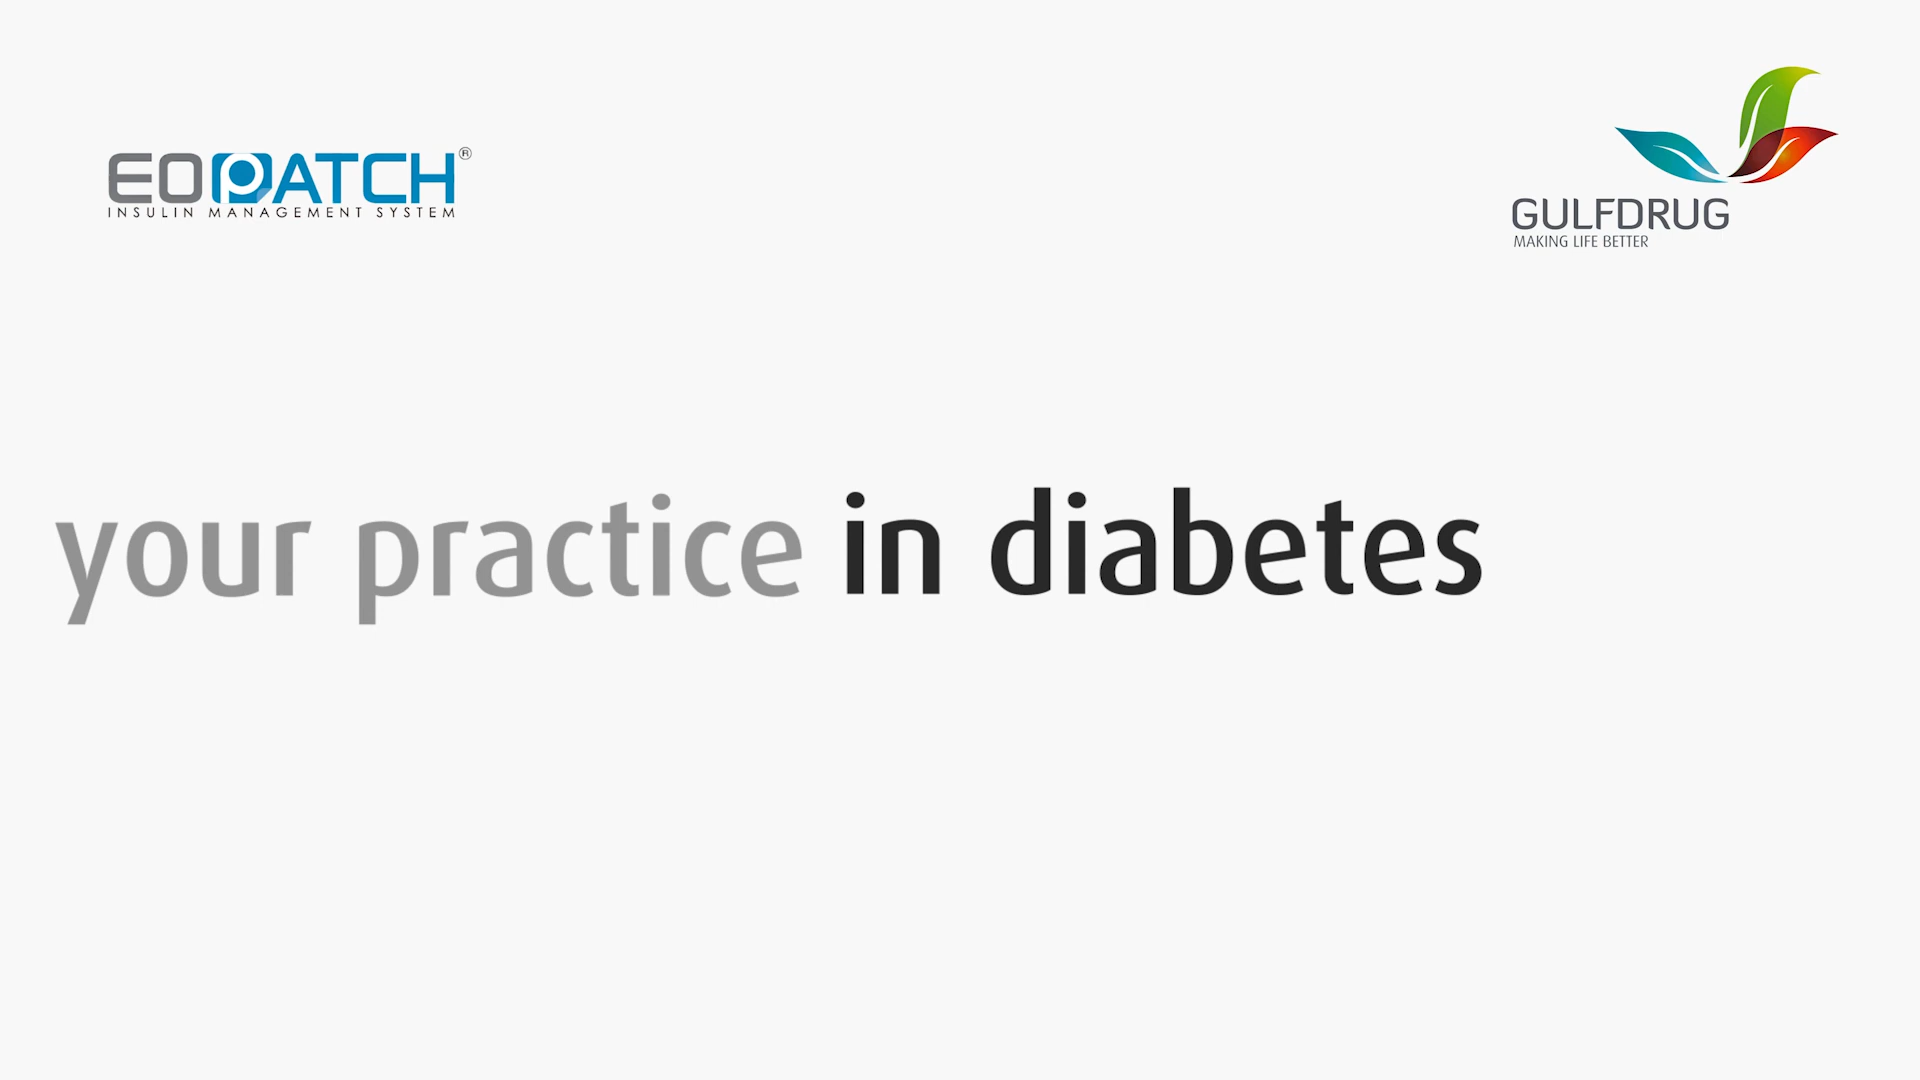 EOPATCH®
INSULIN MANAGEMENT SYSTEM
GULFDRUG
MAKING LIFE BETTER
your practice in diabetes